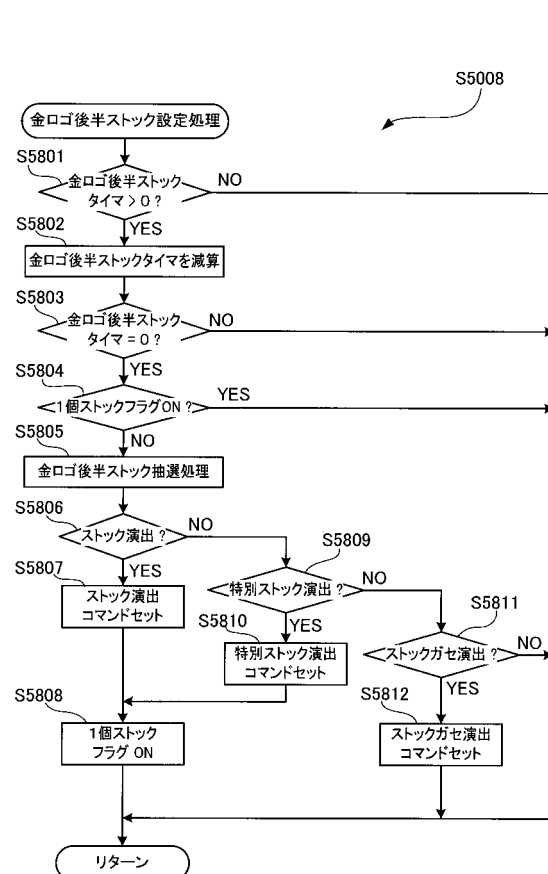 S5008
金ロゴ後半ストック設定処理
S5801
金ロゴ後半ストック
タイマ>0?
NO
YES
S5802
金ロゴ後半ストックタイマを減算
S5803
金ロゴ後半ストック
タイマ=0?
NO
YES
S5804
1個ストックフラグON?
YES
NO
S5805
金ロゴ後半ストック抽選処理
S5806
ストック演出?
NO
YES
S5807
ストック演出
コマンドセット
S5809
特別ストック演出?
NO
YES
S5810
特別ストック演出
コマンドセット
S5811
ストックガセ演出?
NO
YES
S5812
ストックガセ演出
コマンドセット
S5808
1個ストック
フラグ ON
リターン